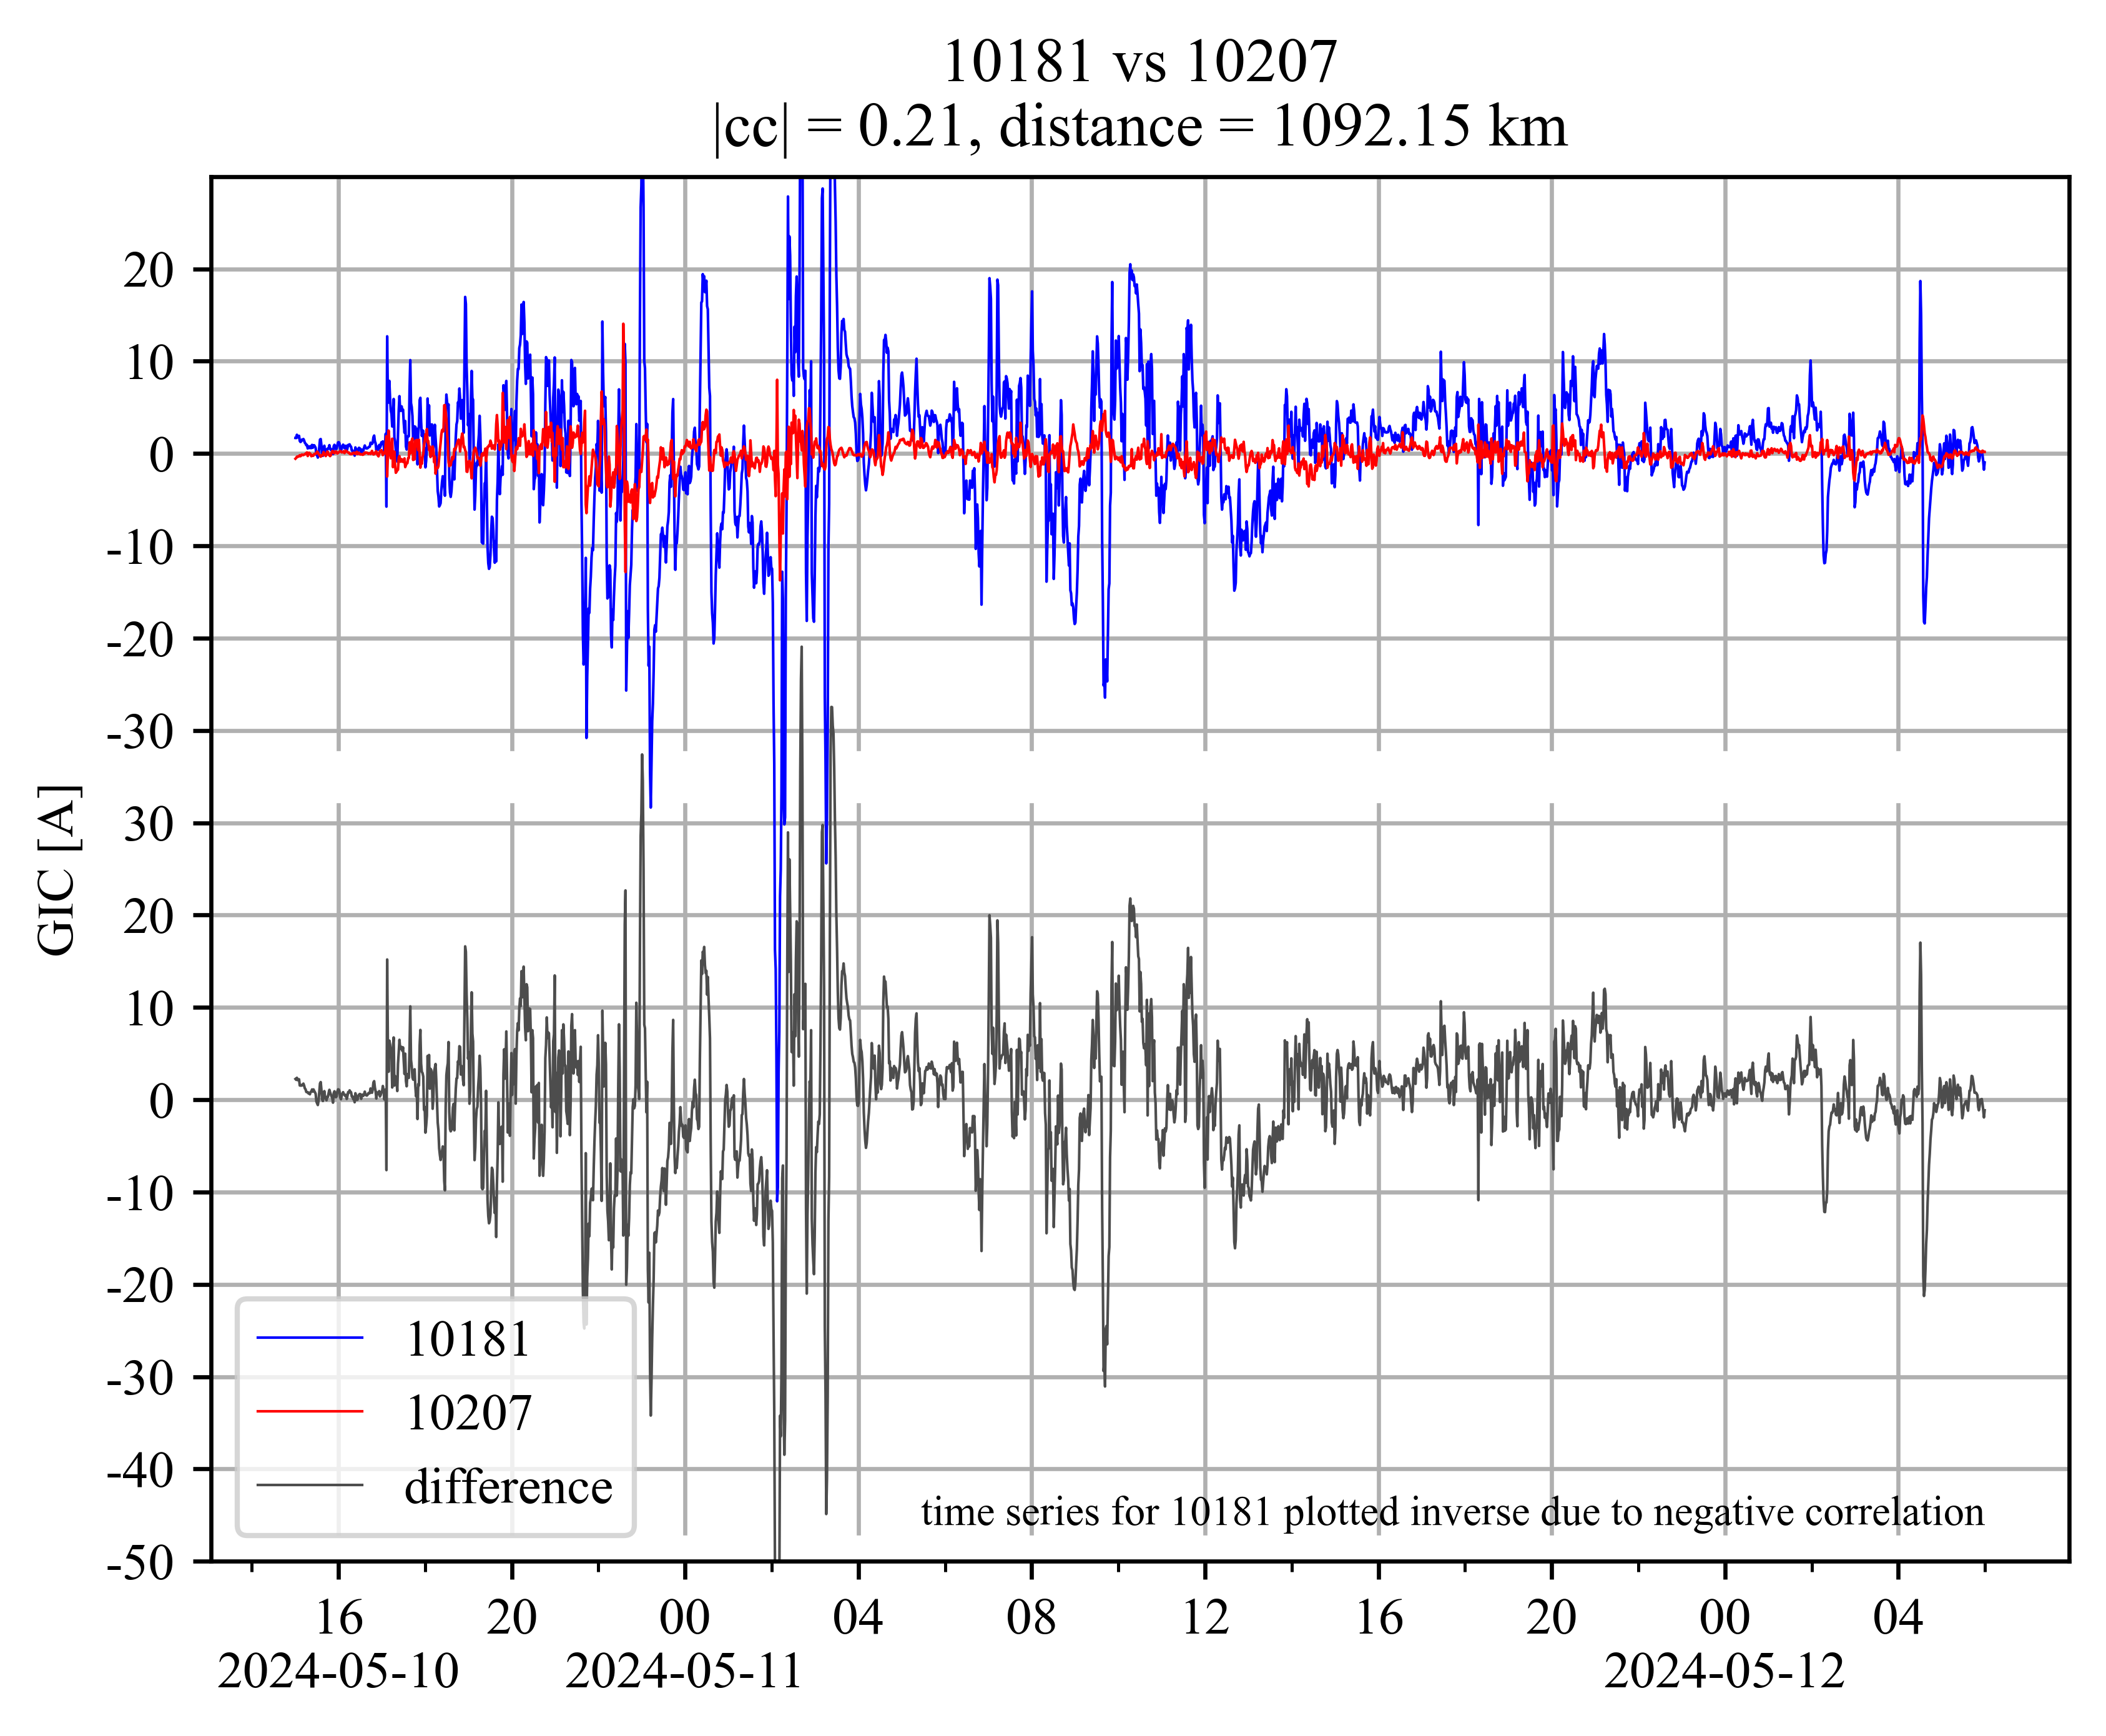 10181 vs 10207
|cc| = 0.21, distance = 1092.15 km
20
10
0
-10
-20
-30
30
20
10
0
-10
-20
-30
-40
-50
GIC [A]
10181
10207
difference
time series for 10181 plotted inverse due to negative correlation
16 20 00 04 08 12 16 20 00 04
2024-05-10 2024-05-11 2024-05-12